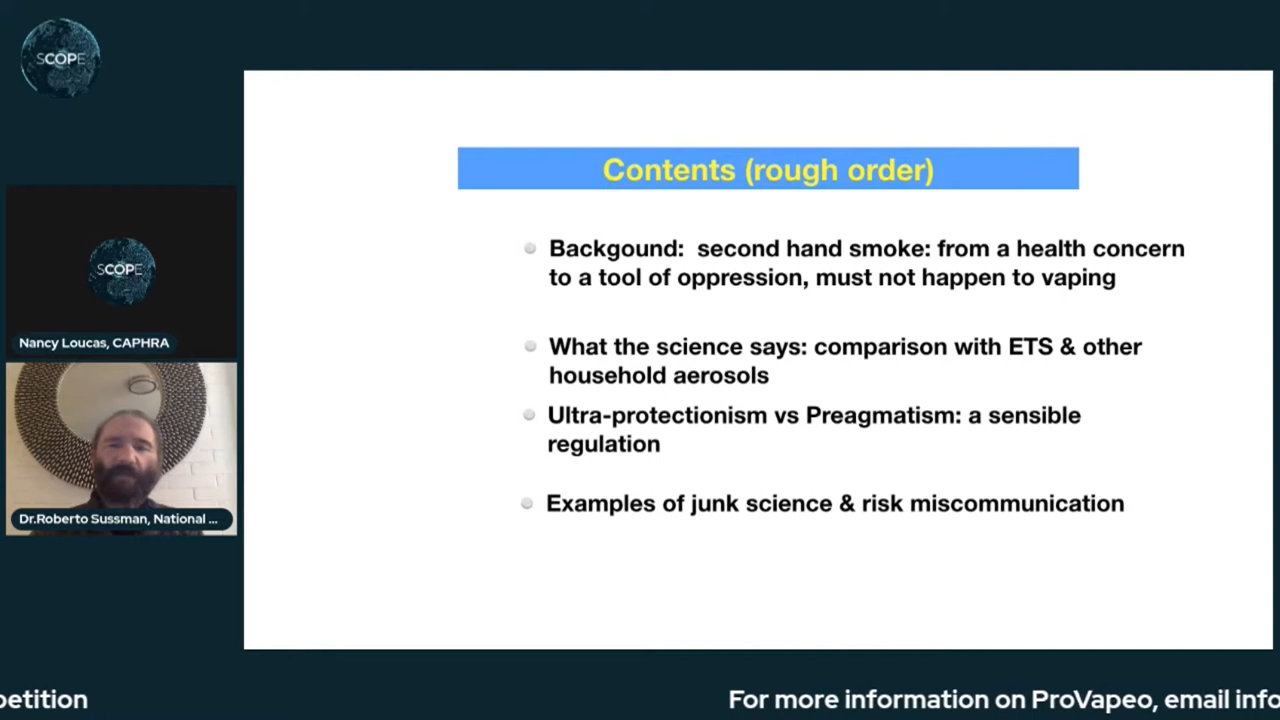 SCOPE
Contents (rough order)
Backgound: second hand smoke: from a health concern
to a tool of oppression, must not happen to vaping
What the science says: comparison with ETS & other
household aerosols
Ultra-protectionism vs Preagmatism: a sensible
regulation
Examples of junk science & risk miscommunication
SCOPE
Nancy Loucas, CAPHRA
Dr.Roberto Sussman, National ...
petition
For more information on ProVapeo, email info